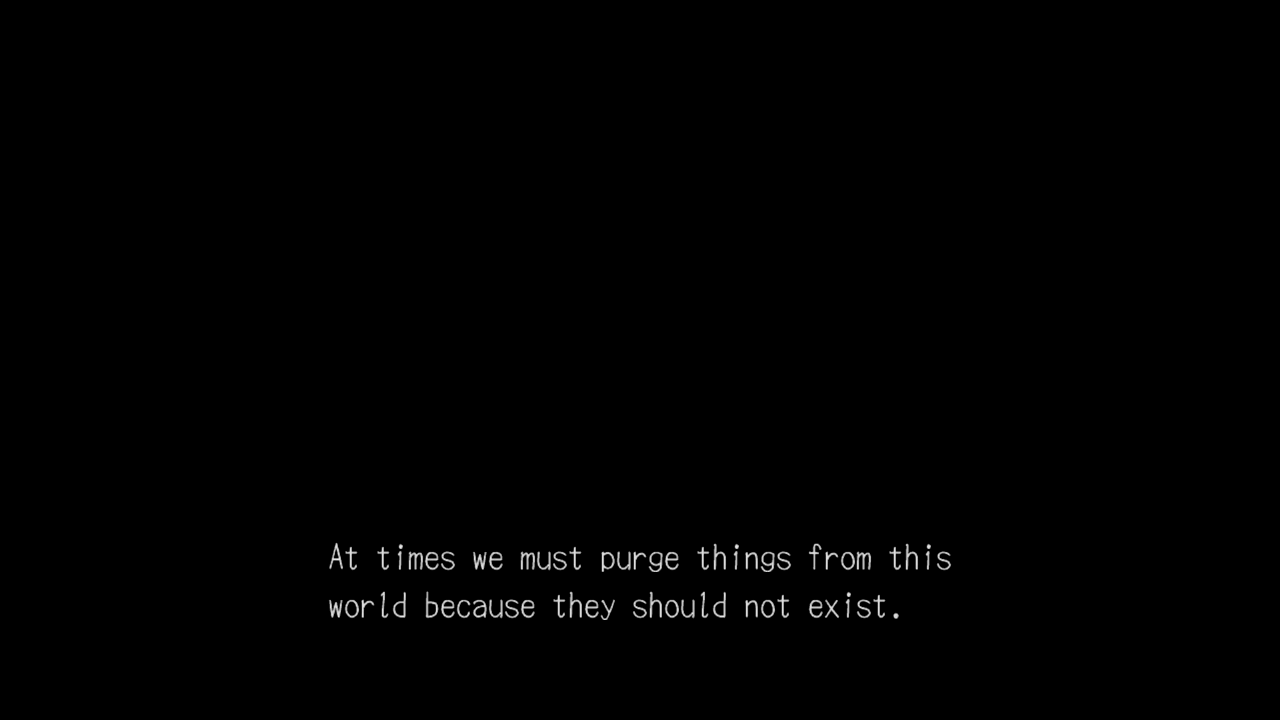 At times we must purge things from this
world because they should not exist.